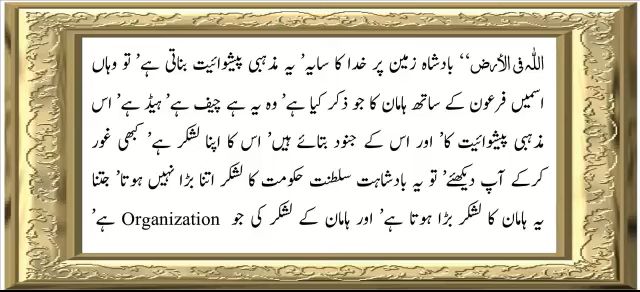 اللہ فی الأرض‘‘ بادشاہ زمین پر خدا کا سایہ’ یہ مذہبی پیشوائیت بناتی ہے’ تو وہاں
اسمیں فرعون کے ساتھ ہامان کا جو ذکر کیا ہے’ وہ یہ ہے چیف ہے’ ہیڈ ہے’ اس
مذہبی پیشوائیت کا’ اور اس کے جنود بتائے ہیں’ اس کا اپنا لشکر ہے’ کبھی غور
کرکے آپ دیکھئے’ تو یہ بادشاہت سلطنت حکومت کا لشکر اتنا بڑا نہیں ہوتا’ جتنا
یہ ہامان کا لشکر بڑا ہوتا ہے’ اور ہامان کے لشکر کی جو Organization ہے’